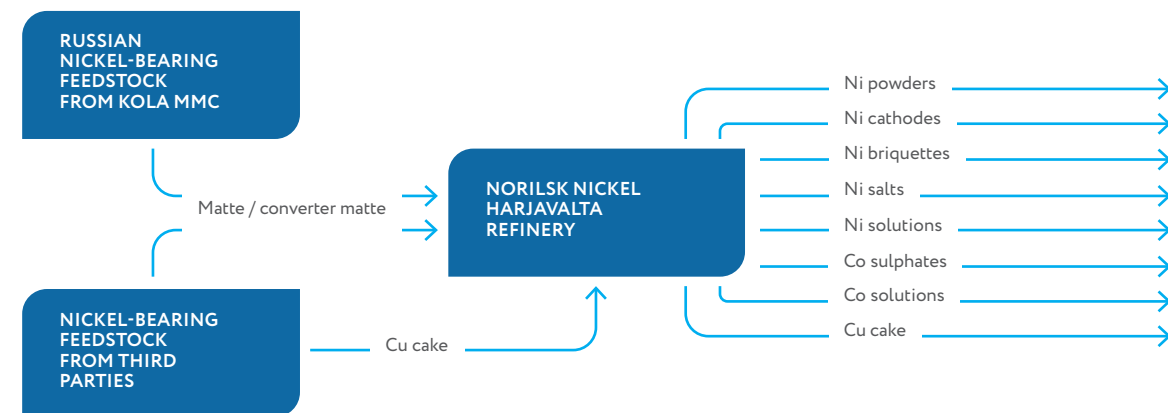 RUSSIAN
NICKEL-BEARING
FEEDSTOCK
FROM KOLA MMC
Matte / converter matte
NICKEL-BEARING
FEEDSTOCK
FROM THIRD
PARTIES
Cu cake
NORILSK NICKEL
HARJAVALTA
REFINERY
Ni powders
Ni cathodes
Ni briquettes
Ni salts
Ni solutions
Co sulphates
Co solutions
Cu cake